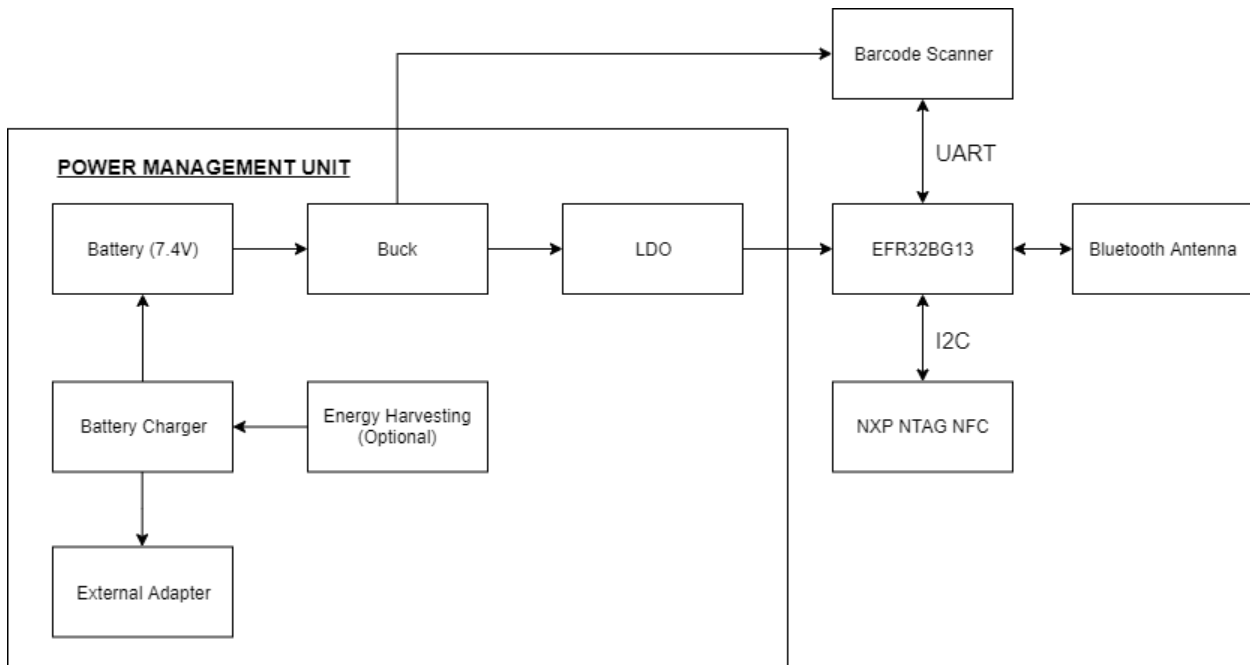 Barcode Scanner
UART
POWER MANAGEMENT UNIT
Battery (7.4V)
Buck
LDO
EFR32BG13
Bluetooth Antenna
I2C
Battery Charger
Energy Harvesting
(Optional)
NXP NTAG NFC
External Adapter